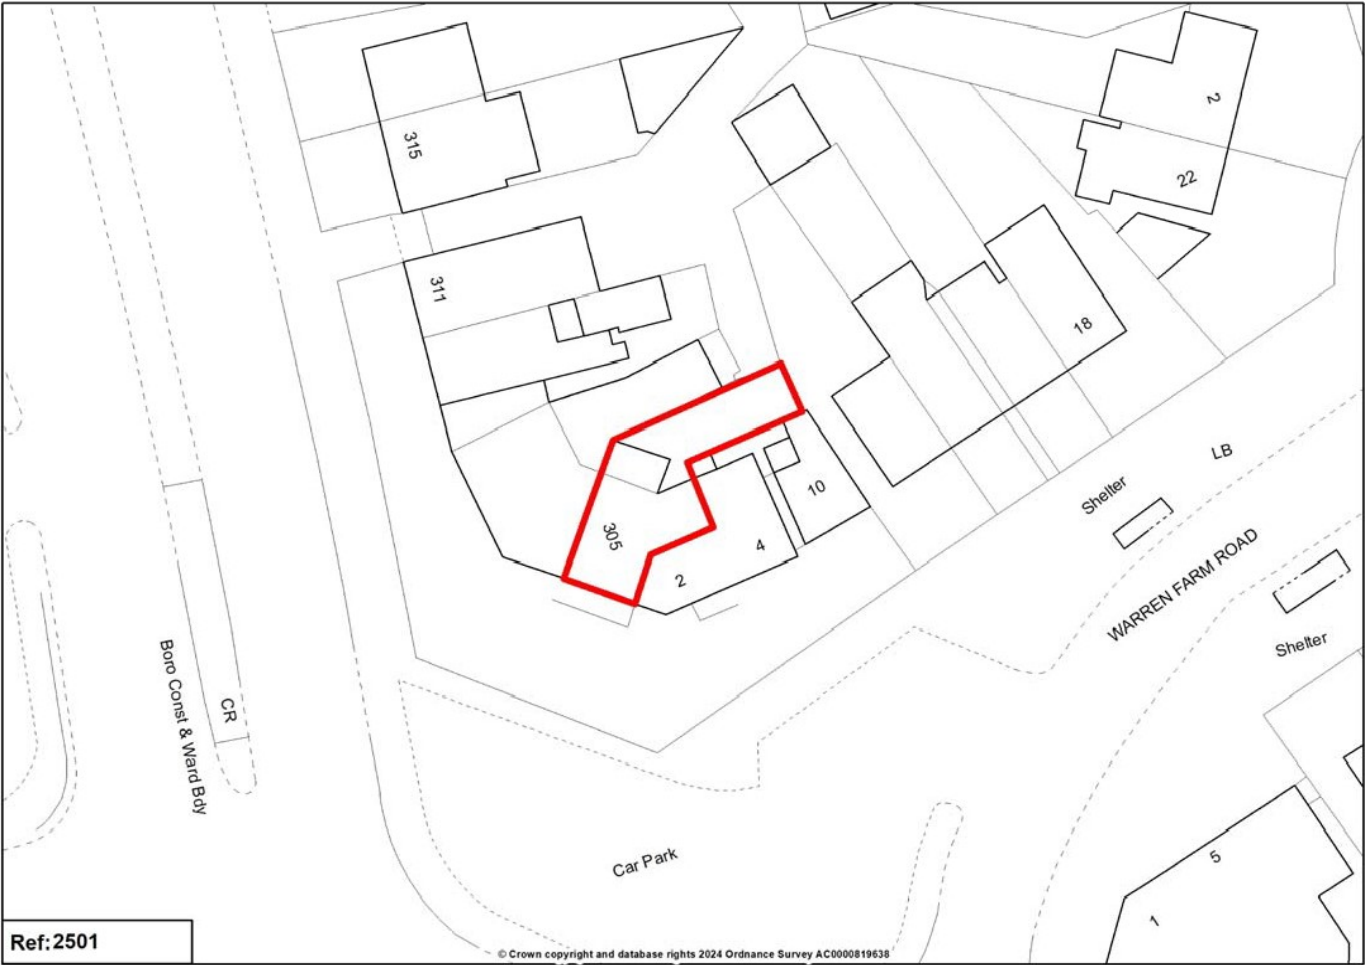 2
315
22
311
18
LB
Shelter
10
305
4
2
WARREN FARM ROAD
Shelter
Boro Const & Ward Bdy
CR
Car Park
5
1
Ref:2501
© Crown copyright and database rights 2024 Ordnance Survey AC0000819638